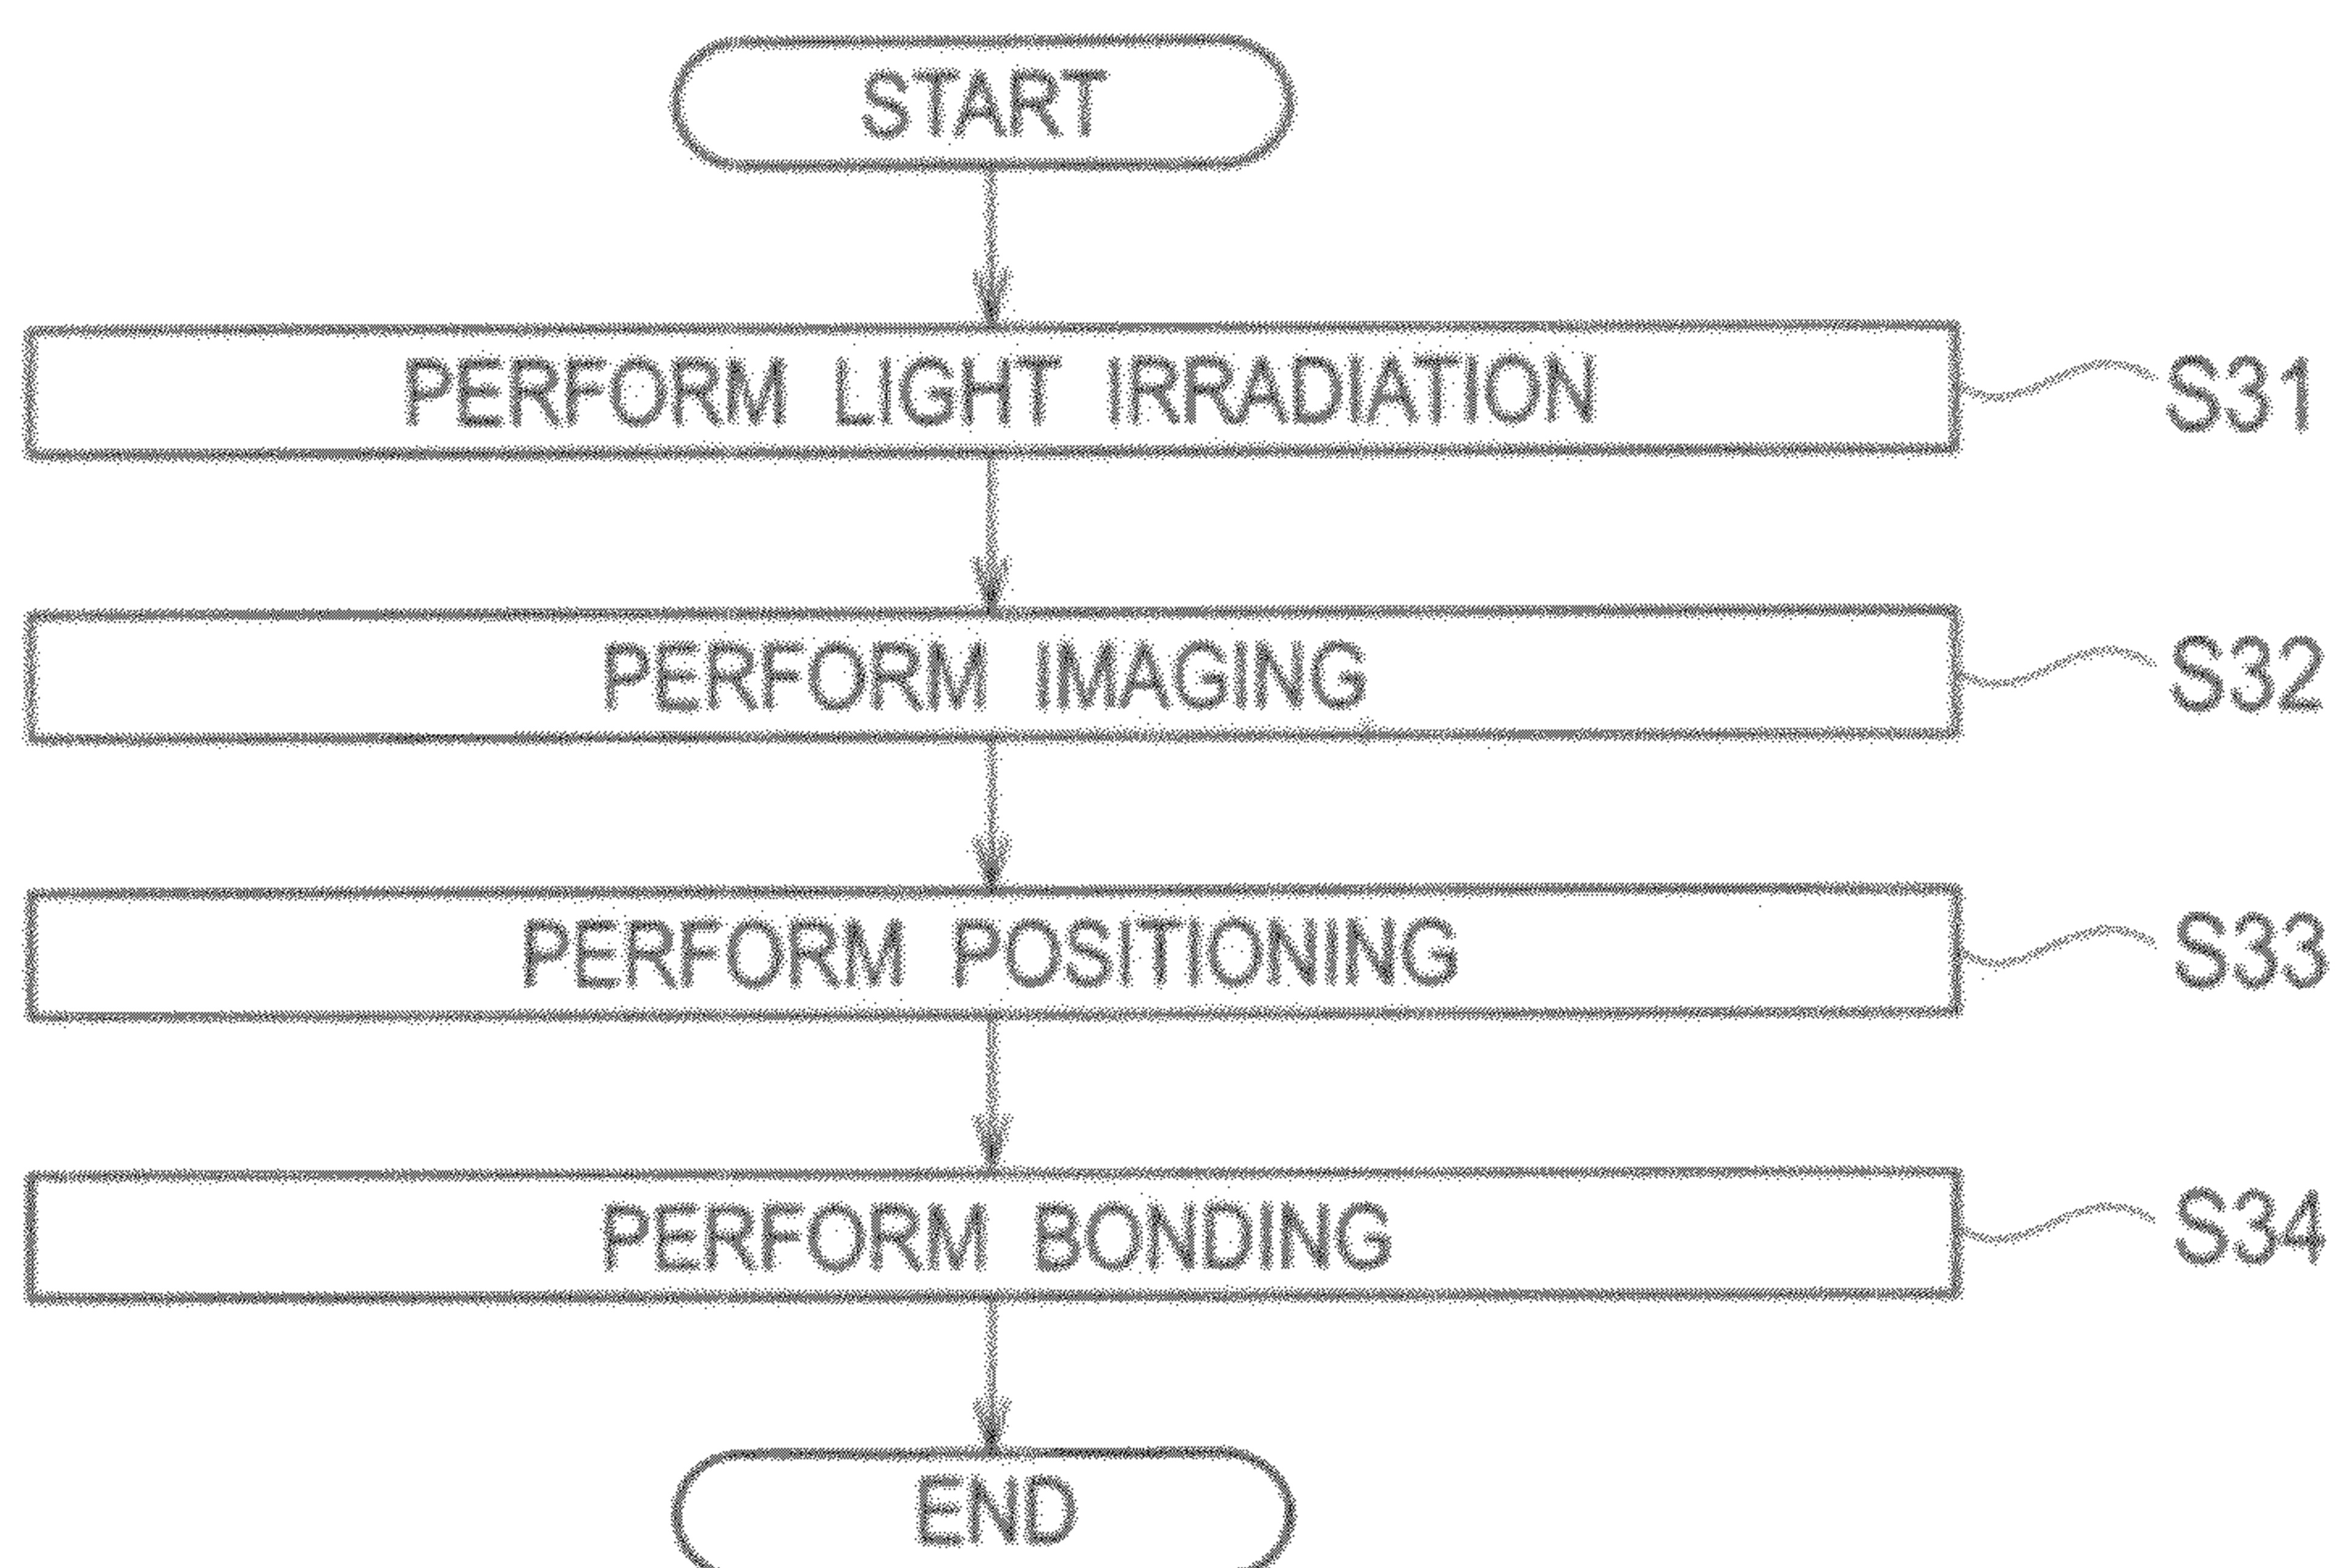 START
PERFORM LIGHT IRRADIATION S31
PERFORM IMAGING S32
PERFORM POSITIONING S33
PERFORM BONDING S34
END